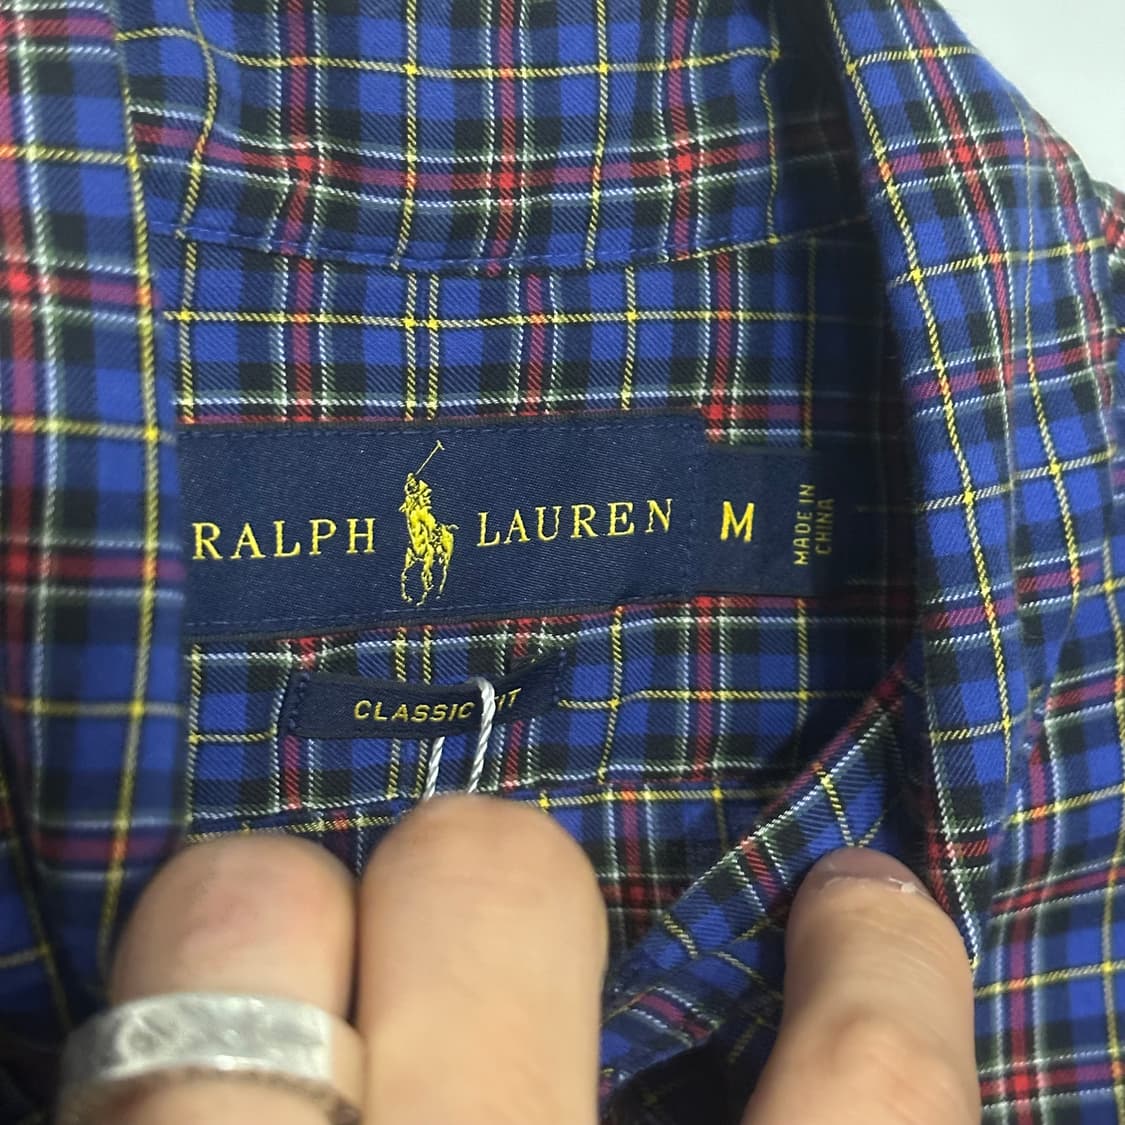 RALPH LAUREN
M
MADE IN
CHINA
CLASSIC